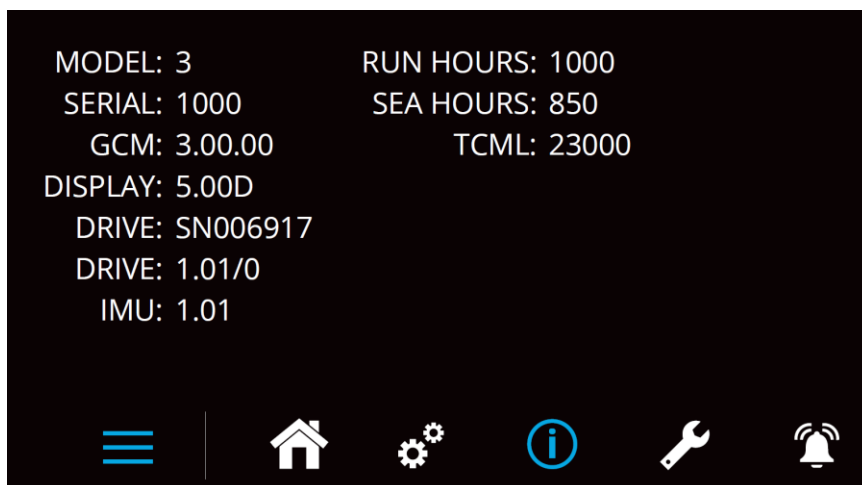 MODEL: 3
SERIAL: 1000
GCM: 3.00.00
DISPLAY: 5.00D
DRIVE: SN006917
DRIVE: 1.01/0
IMU: 1.01
RUN HOURS: 1000
SEA HOURS: 850
TCML: 23000